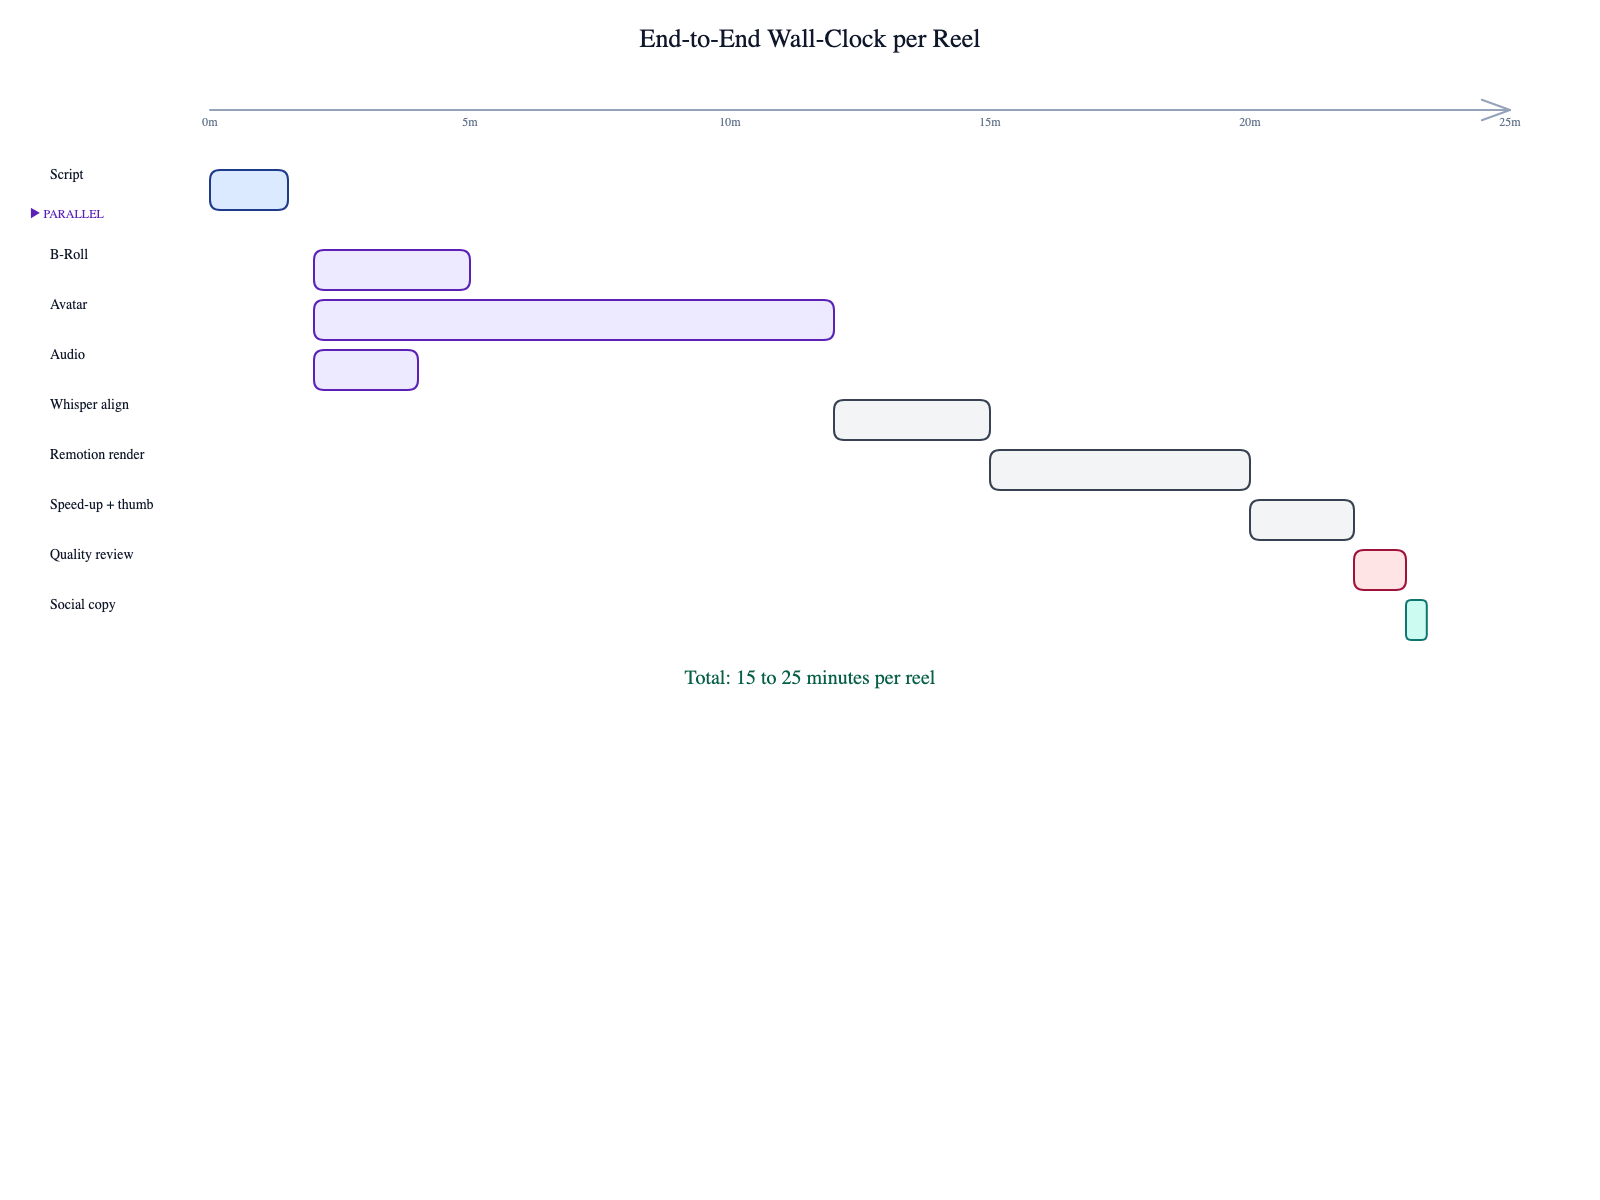 End-to-End Wall-Clock per Reel
0m 5m 10m 15m 20m 25m
Script
▶ PARALLEL
B-Roll
Avatar
Audio
Whisper align
Remotion render
Speed-up + thumb
Quality review
Social copy
Total: 15 to 25 minutes per reel